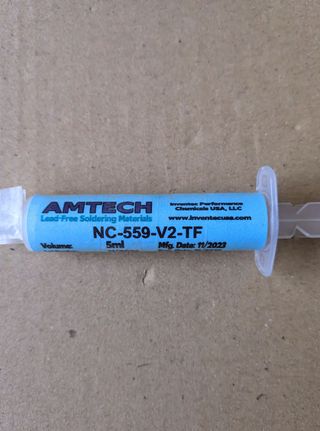 AMTECH
Lead-Free Soldering Materials
Inventec Performance
Chemicals USA, LLC
www.inventecusa.com
NC-559-V2-TF
Volume: 5ml Mfg. Date: 11/2023